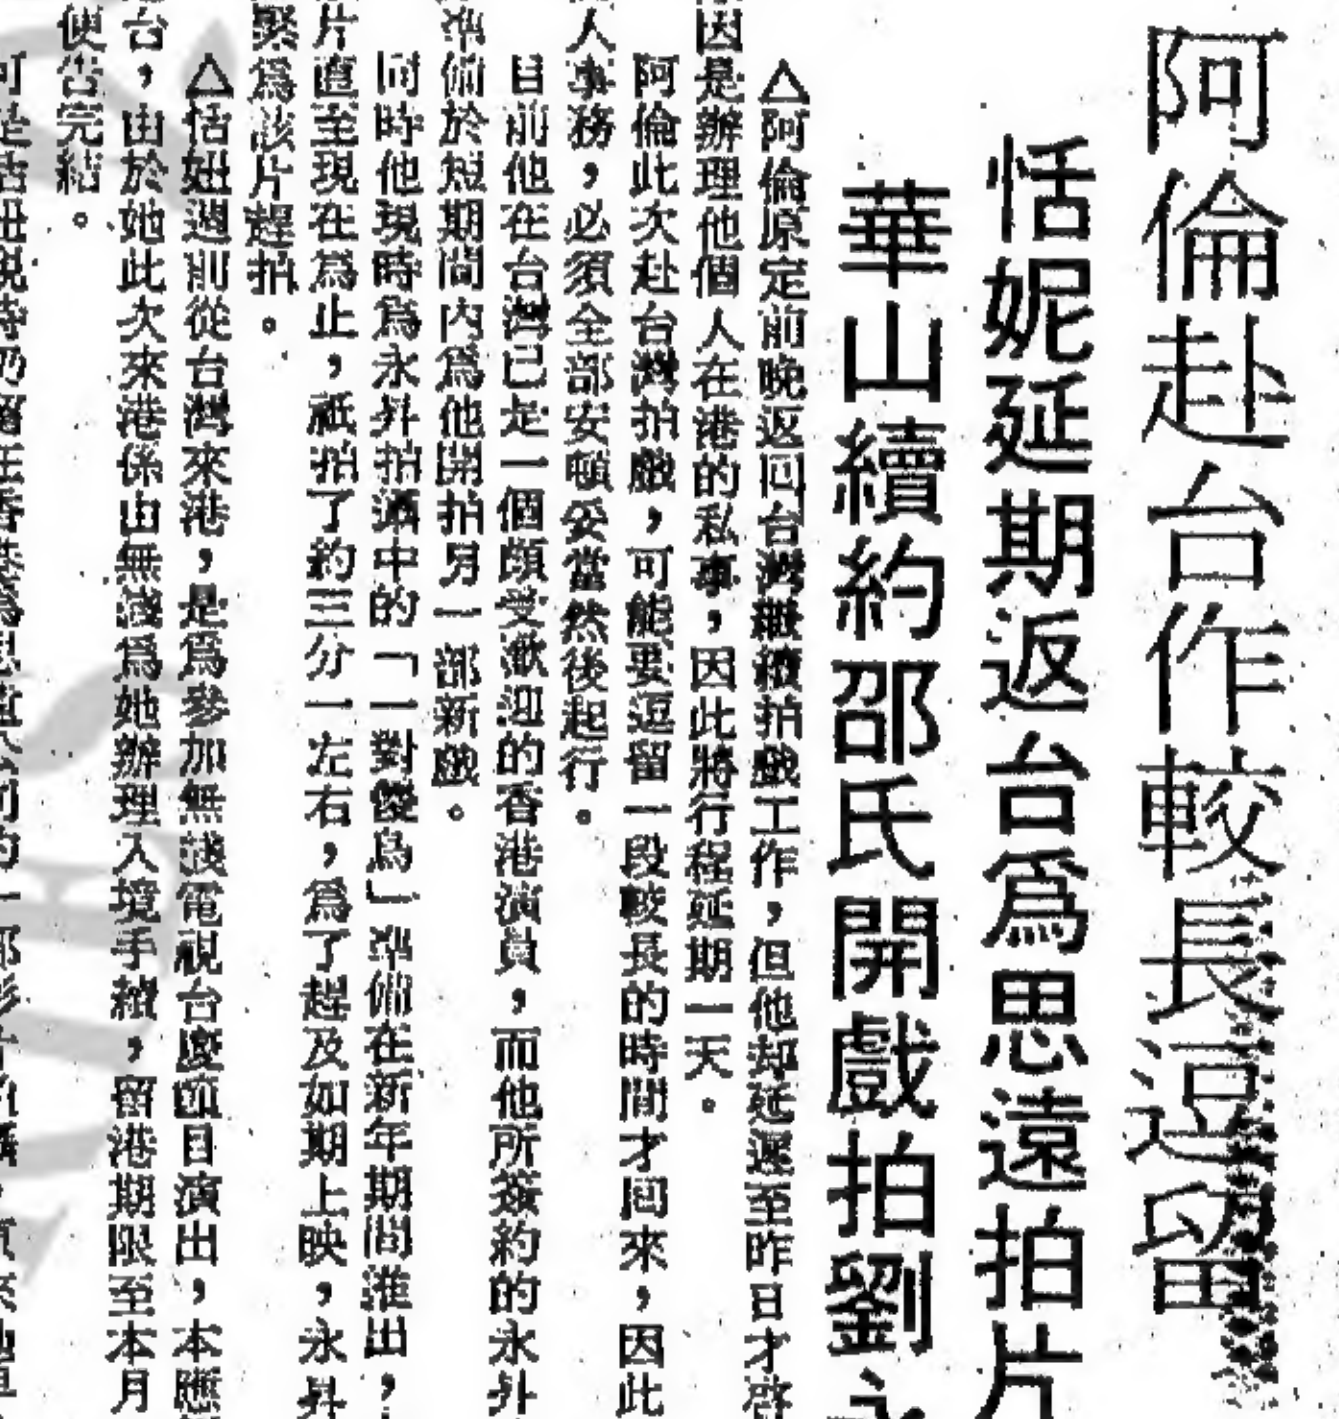 阿倫赴台作較長逗留
恬妮延期返台為思遠拍片
華山續約邵氏開戲拍劉永
△阿倫原定前晚返回台灣繼續拍戲工作，但他却延遲至昨日才啓
因是辦理他個人在港的私事，因此將行程延期一天。
阿倫此次赴台灣拍戲，可能要逗留一段較長的時間才回來，因此
人事務，必須全部安頓妥當然後起行。
目前他在台灣已是一個頗受歡迎的香港演員，而他所簽約的永升
準備於短期間內為他開拍另一部新戲。
同時他現時為永昇拍攝中的「一對儍鳥」準備在新年期間推出，
片直至現在為止，祇拍了約三分一左右，為了趕及如期上映，永昇
緊為該片趕拍。
△恬妞週前從台灣來港，是為參加無綫電視台慶節目演出，本應
台，由於她此次來港係由無綫為她辦理入境手續，留港期限至本月
便告完結。